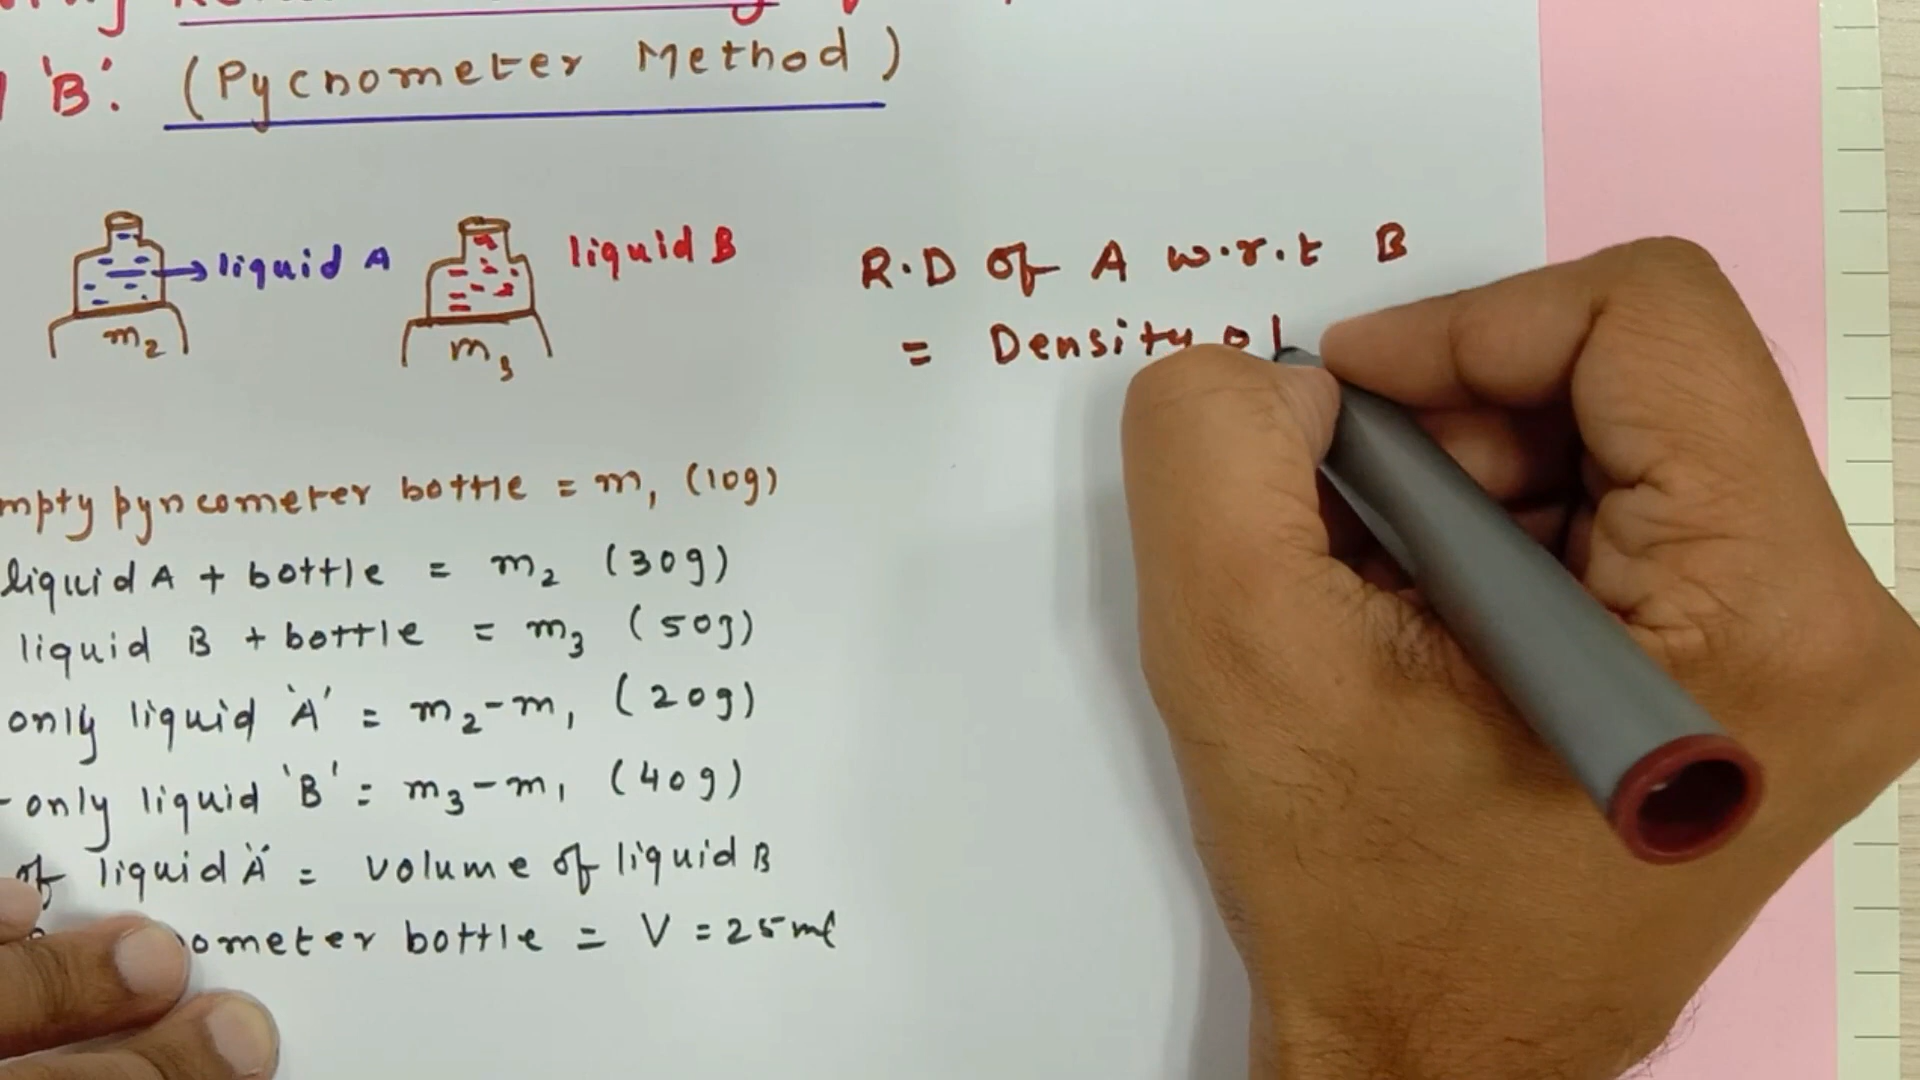 'B'. (Pycnometer Method)
liquid A
liquid B
m2
m3
R.D of A w.r.t B
= Density of
mpty pyncometer bottle = m1 (10g)
liquid A + bottle = m2 (30g)
liquid B + bottle = m3 (50g)
only liquid 'A' = m2-m1 (20g)
only liquid 'B' = m3-m1 (40g)
of liquid A = volume of liquid B
ometer bottle = V = 25ml